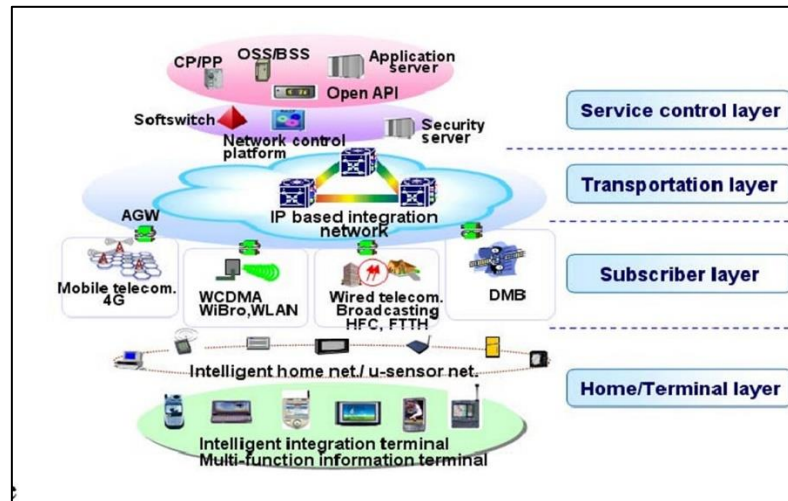 CP/PP
OSS/BSS
Application
server
Open API
Softswitch
Network control
platform
Security
server
Service control layer
IP based integration
network
Transportation layer
AGW
Mobile telecom.
4G
WCDMA
WiBro,WLAN
Wired telecom.
Broadcasting
HFC, FTTH
DMB
Subscriber layer
Intelligent home net./ u-sensor net.
Home/Terminal layer
Intelligent integration terminal
Multi-function information terminal
e